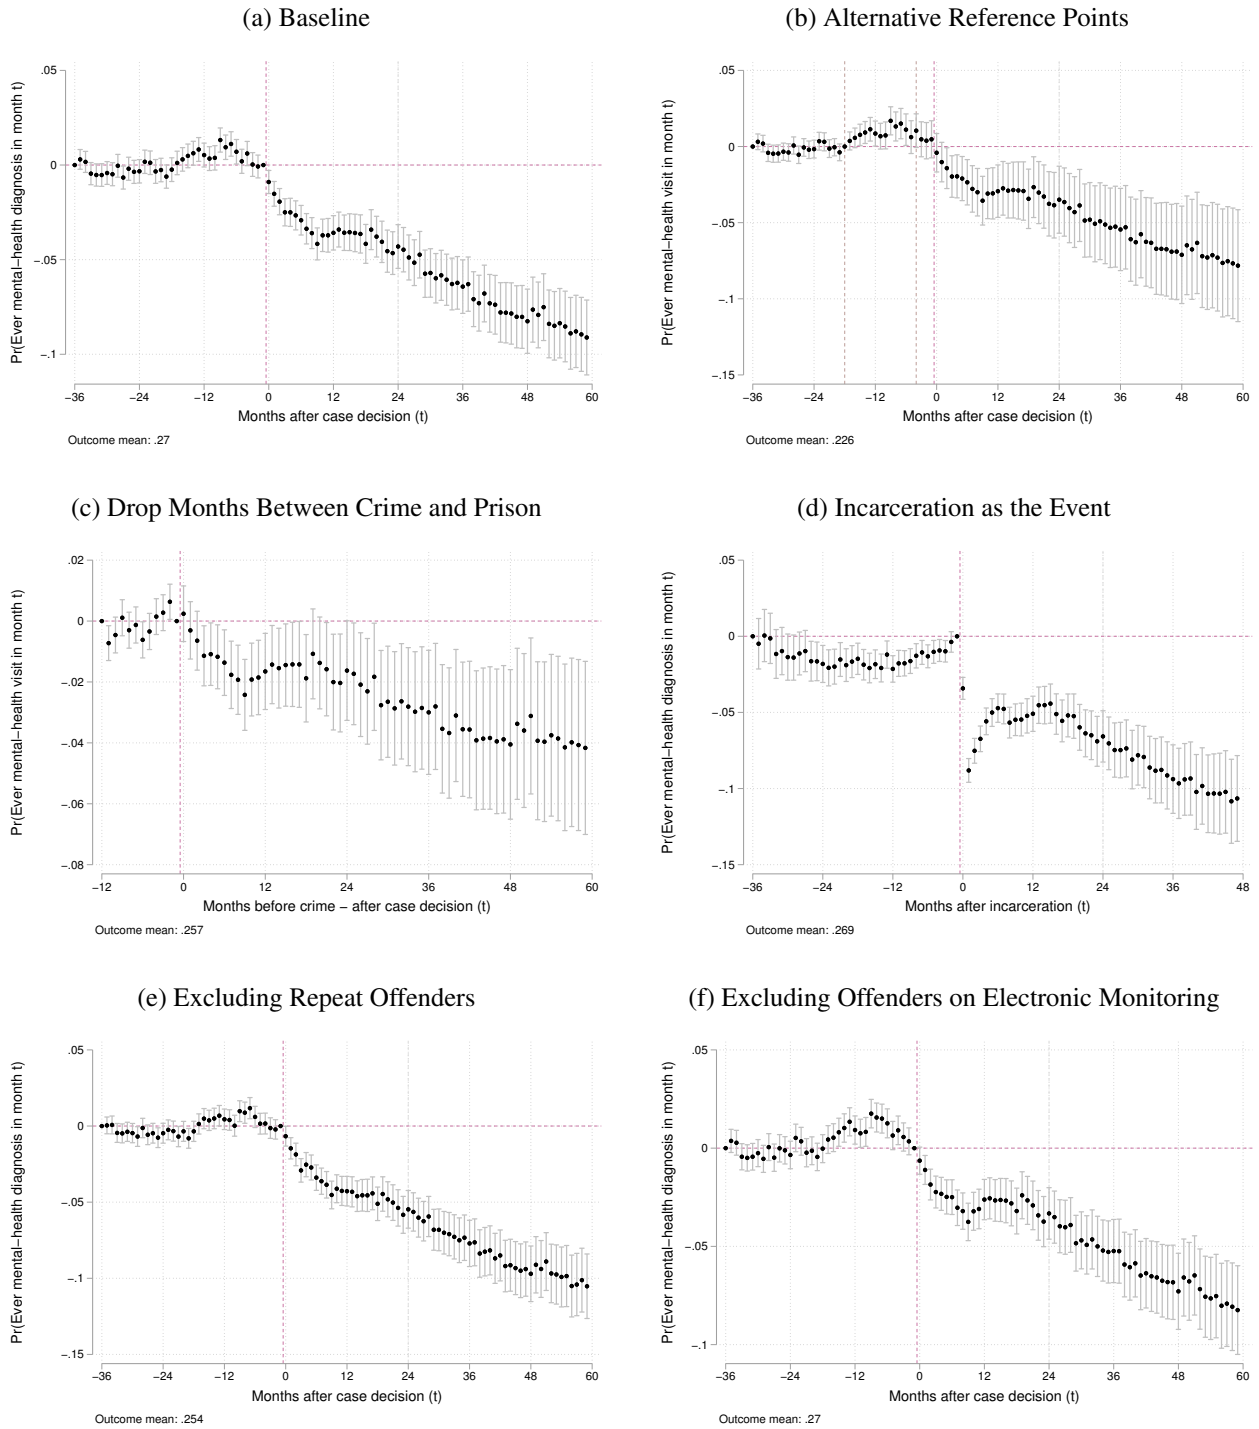 (a) Baseline
Pr(Ever mental−health diagnosis in month t)
.05
0
−.05
−.1
−36 −24 −12 0 12 24 36 48 60
Months after case decision (t)
Outcome mean: .27
(b) Alternative Reference Points
Pr(Ever mental−health visit in month t)
.05
0
−.05
−.1
−.15
−36 −24 −12 0 12 24 36 48 60
Months after case decision (t)
Outcome mean: .226
(c) Drop Months Between Crime and Prison
Pr(Ever mental−health visit in month t)
.02
0
−.02
−.04
−.06
−.08
−12 0 12 24 36 48 60
Months before crime − after case decision (t)
Outcome mean: .257
(d) Incarceration as the Event
Pr(Ever mental−health diagnosis in month t)
.05
0
−.05
−.1
−.15
−36 −24 −12 0 12 24 36 48
Months after incarceration (t)
Outcome mean: .269
(e) Excluding Repeat Offenders
Pr(Ever mental−health diagnosis in month t)
.05
0
−.05
−.1
−.15
−36 −24 −12 0 12 24 36 48 60
Months after case decision (t)
Outcome mean: .254
(f) Excluding Offenders on Electronic Monitoring
Pr(Ever mental−health diagnosis in month t)
.05
0
−.05
−.1
−36 −24 −12 0 12 24 36 48 60
Months after case decision (t)
Outcome mean: .27